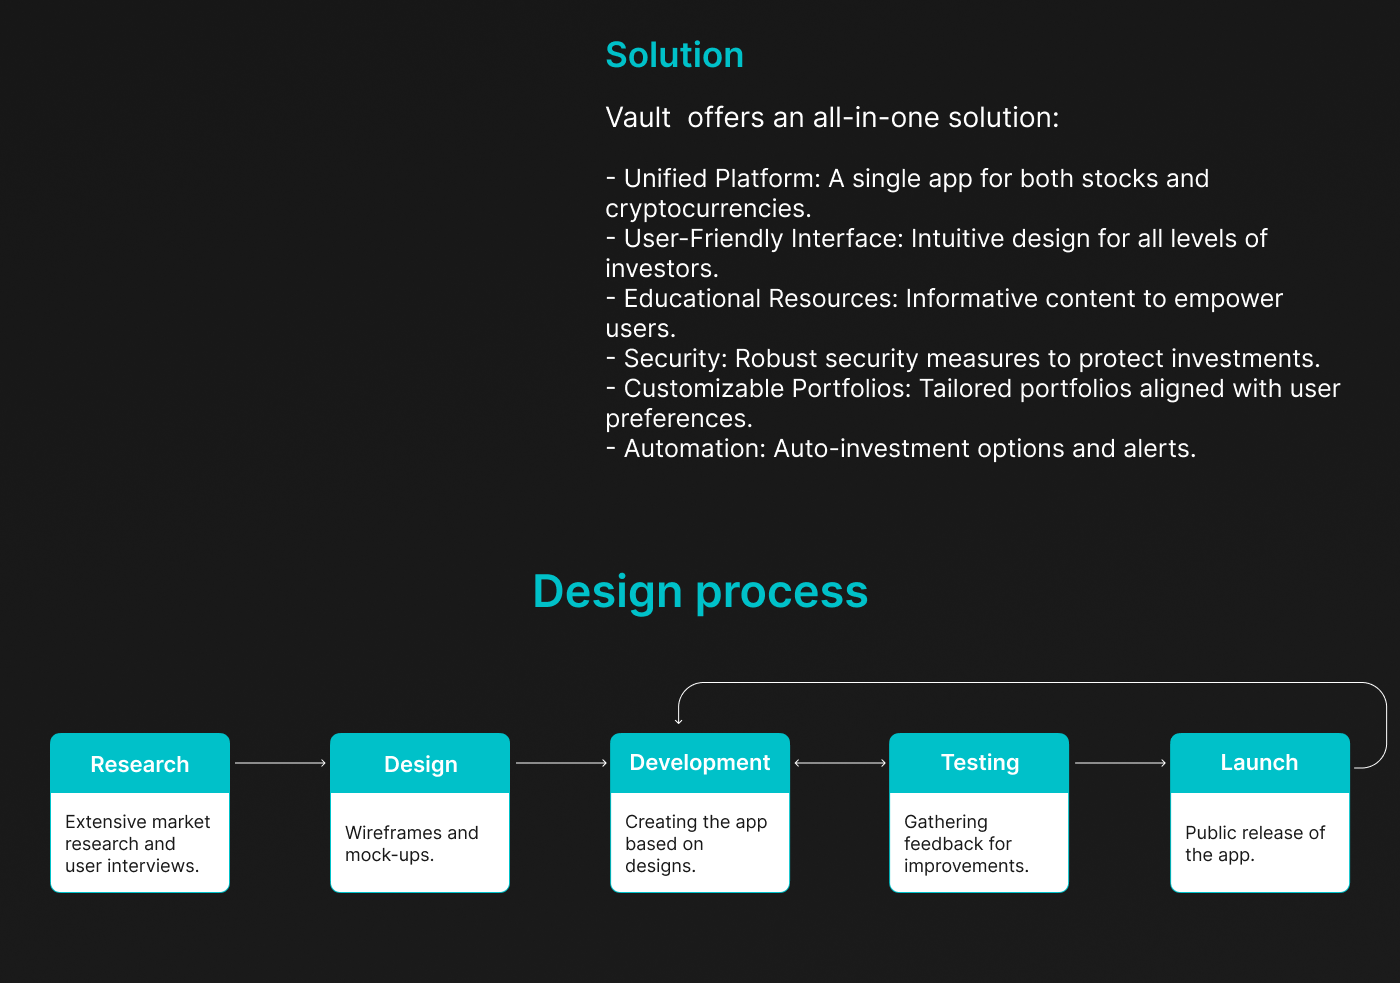 Solution
Vault  offers an all-in-one solution:
- Unified Platform: A single app for both stocks and
cryptocurrencies.
- User-Friendly Interface: Intuitive design for all levels of
investors.
- Educational Resources: Informative content to empower
users.
- Security: Robust security measures to protect investments.
- Customizable Portfolios: Tailored portfolios aligned with user
preferences.
- Automation: Auto-investment options and alerts.
Design process
Research
Extensive market
research and
user interviews.
Design
Wireframes and
mock-ups.
Development
Creating the app
based on
designs.
Testing
Gathering
feedback for
improvements.
Launch
Public release of
the app.